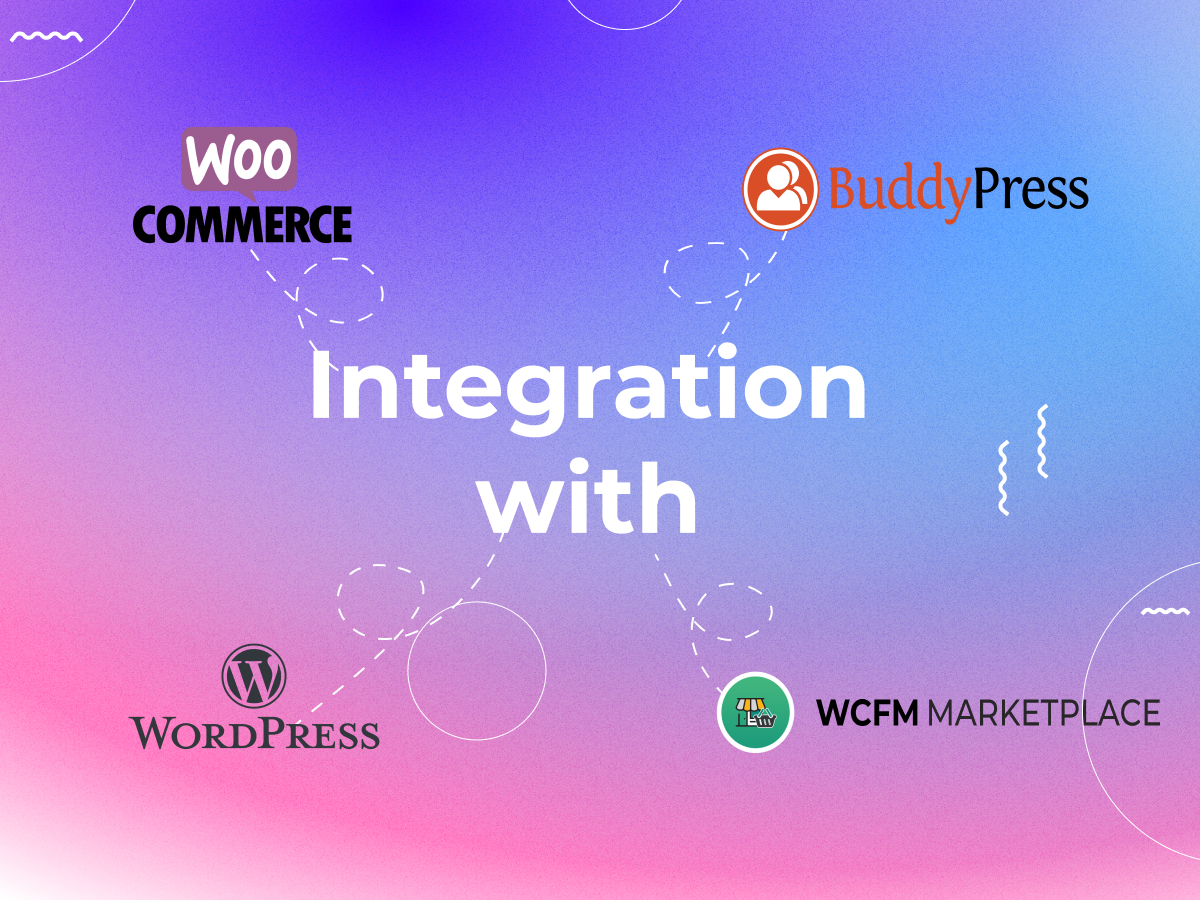 WOO
COMMERCE
BuddyPress
Integration
with
WORDPRESS
WCFM MARKETPLACE